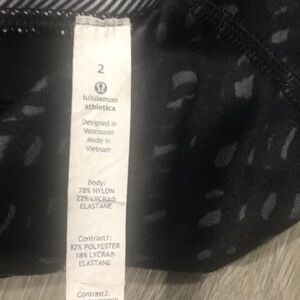 2
lululemon
athletica
Designed in
Vancouver
Made in
Vietnam
Body:
78% NYLON
22% LYCRA®
ELASTANE
Contrast1:
82% POLYESTER
18% LYCRA®
ELASTANE
Contrast2: